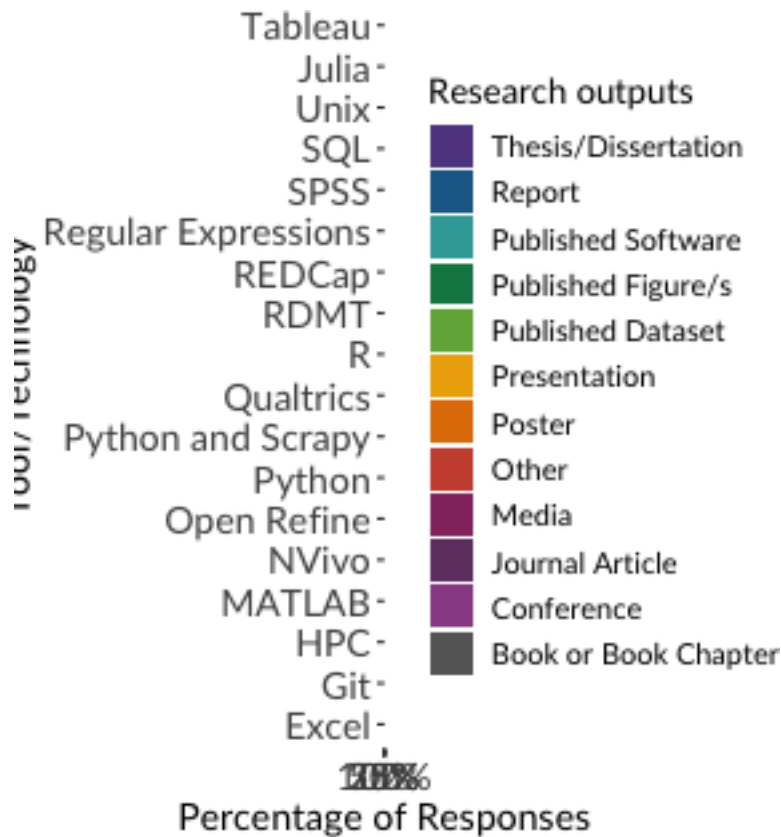 Tableau
Julia
Unix
SQL
SPSS
Regular Expressions
REDCap
RDMT
R
Qualtrics
Python and Scrapy
Python
Open Refine
NVivo
MATLAB
HPC
Git
Excel
Percentage of Responses
Research outputs
Thesis/Dissertation
Report
Published Software
Published Figure/s
Published Dataset
Presentation
Poster
Other
Media
Journal Article
Conference
Book or Book Chapter